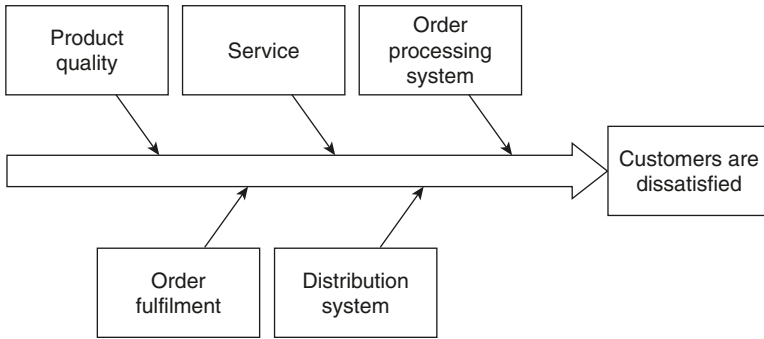 Product
quality
Service
Order
processing
system
Customers are
dissatisfied
Order
fulfilment
Distribution
system